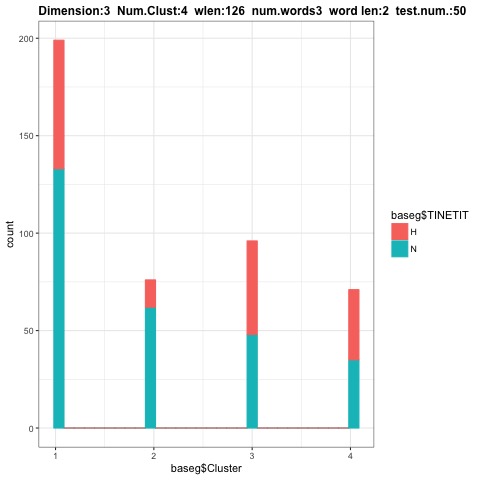 Dimension:3 Num.Clust:4 wlen:126 num.words3 word len:2 test.num.:50
200
150
100
50
0
count
1 2 3 4
baseg$Cluster
baseg$TINETIT
H
N